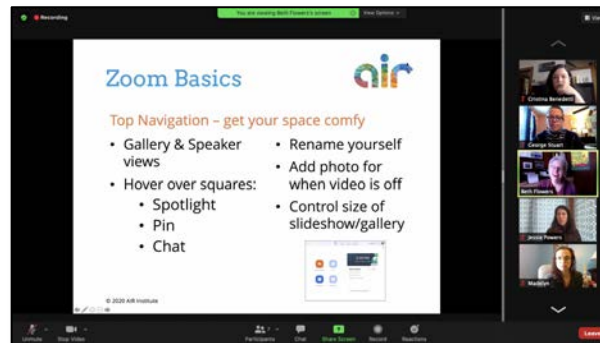 Recording
You are viewing Beth Flowers's screen
View Options
View
Zoom Basics
air
Top Navigation – get your space comfy
• Gallery & Speaker
views
• Hover over squares:
• Spotlight
• Pin
• Chat
• Rename yourself
• Add photo for
when video is off
• Control size of
slideshow/gallery
© 2020 AIR Institute
Cristina Benedetti
George Stuart
Beth Flowers
Jessie Powers
Madelyn
Unmute
Stop Video
Participants
7
Chat
Share Screen
Record
Reactions
Leave